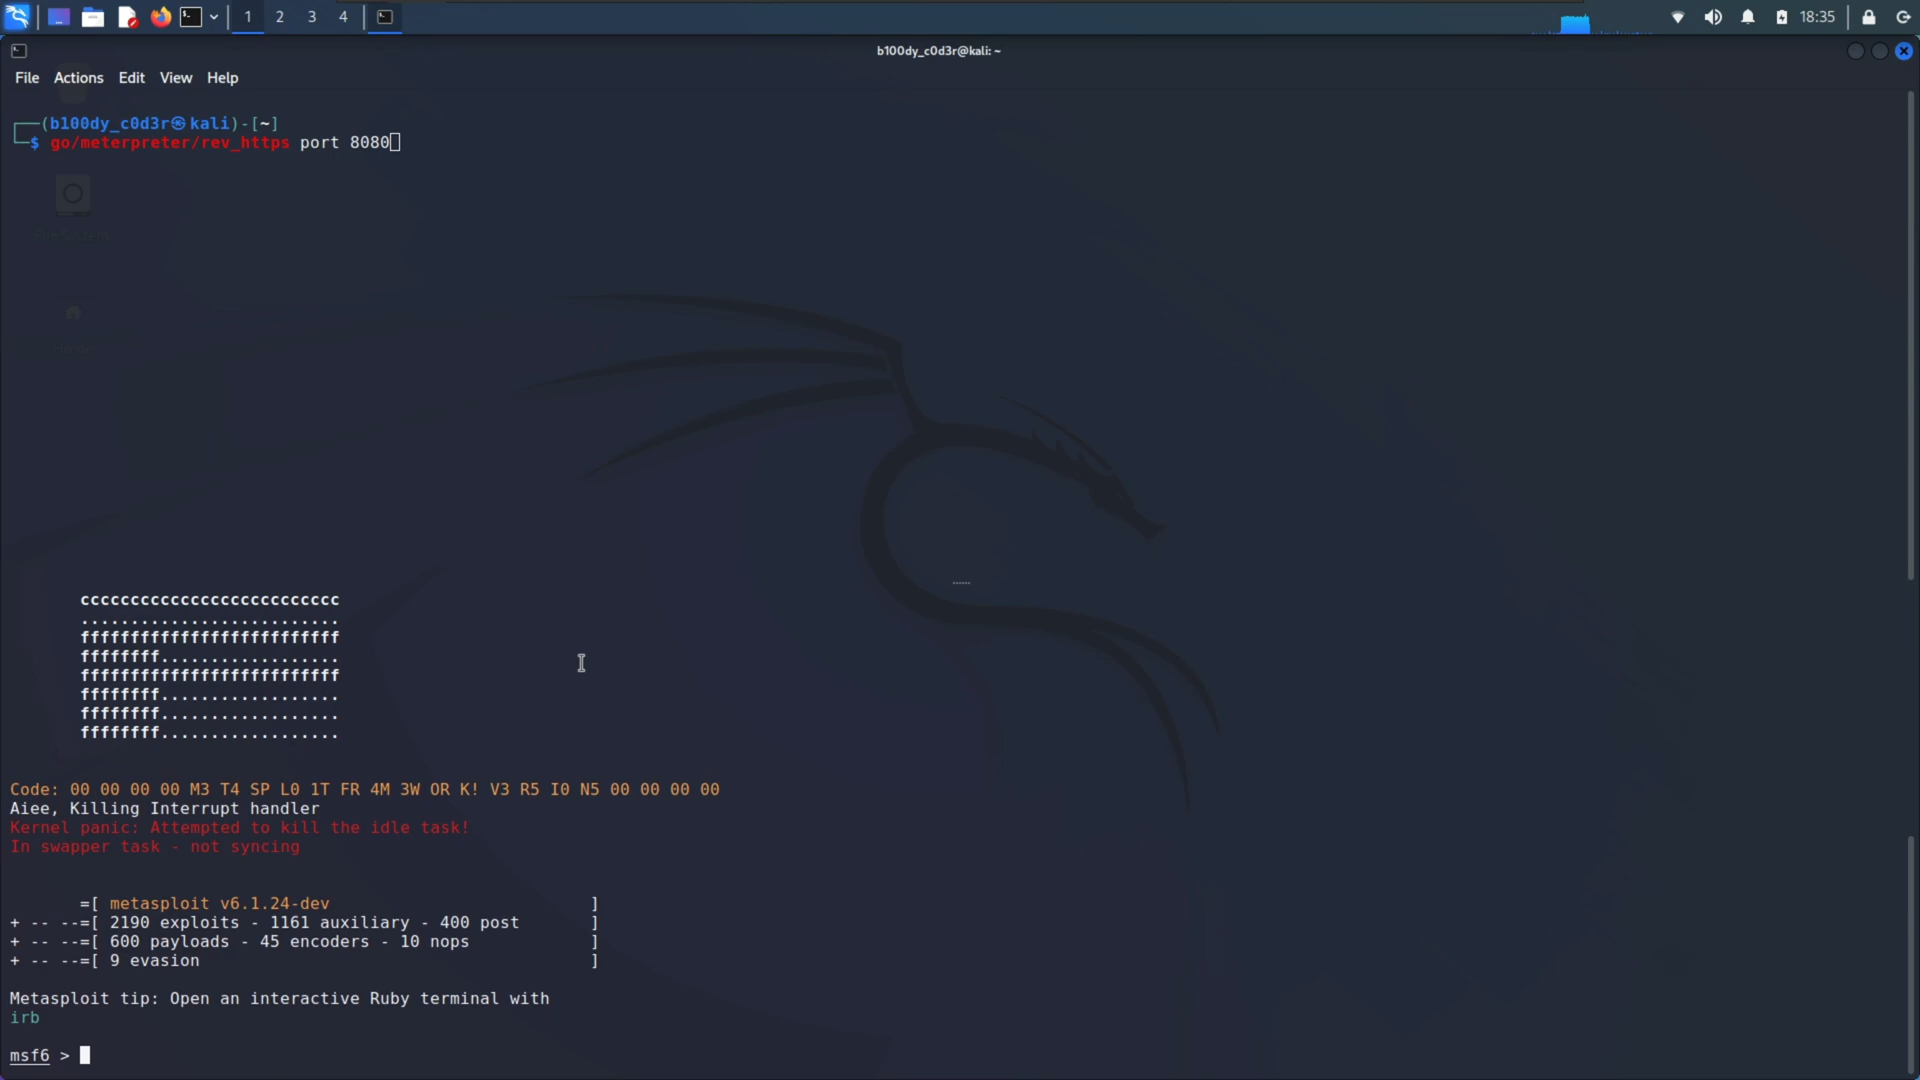 1 2 3 4 18:35
b100dy_c0d3r@kali: ~
File Actions Edit View Help
┌──(b100dy_c0d3r㉿kali)-[~]
└─$ go/meterpreter/rev_https port 8080
File System
Home
cccccccccccccccccccccccccc
..........................
ffffffffffffffffffffffffff
ffffffff..................
ffffffffffffffffffffffffff
ffffffff..................
ffffffff..................
ffffffff..................
Code: 00 00 00 00 M3 T4 SP L0 1T FR 4M 3W OR K! V3 R5 I0 N5 00 00 00 00
Aiee, Killing Interrupt handler
Kernel panic: Attempted to kill the idle task!
In swapper task - not syncing
=[ metasploit v6.1.24-dev ]
+ -- --=[ 2190 exploits - 1161 auxiliary - 400 post ]
+ -- --=[ 600 payloads - 45 encoders - 10 nops ]
+ -- --=[ 9 evasion ]
Metasploit tip: Open an interactive Ruby terminal with
irb
msf6 >